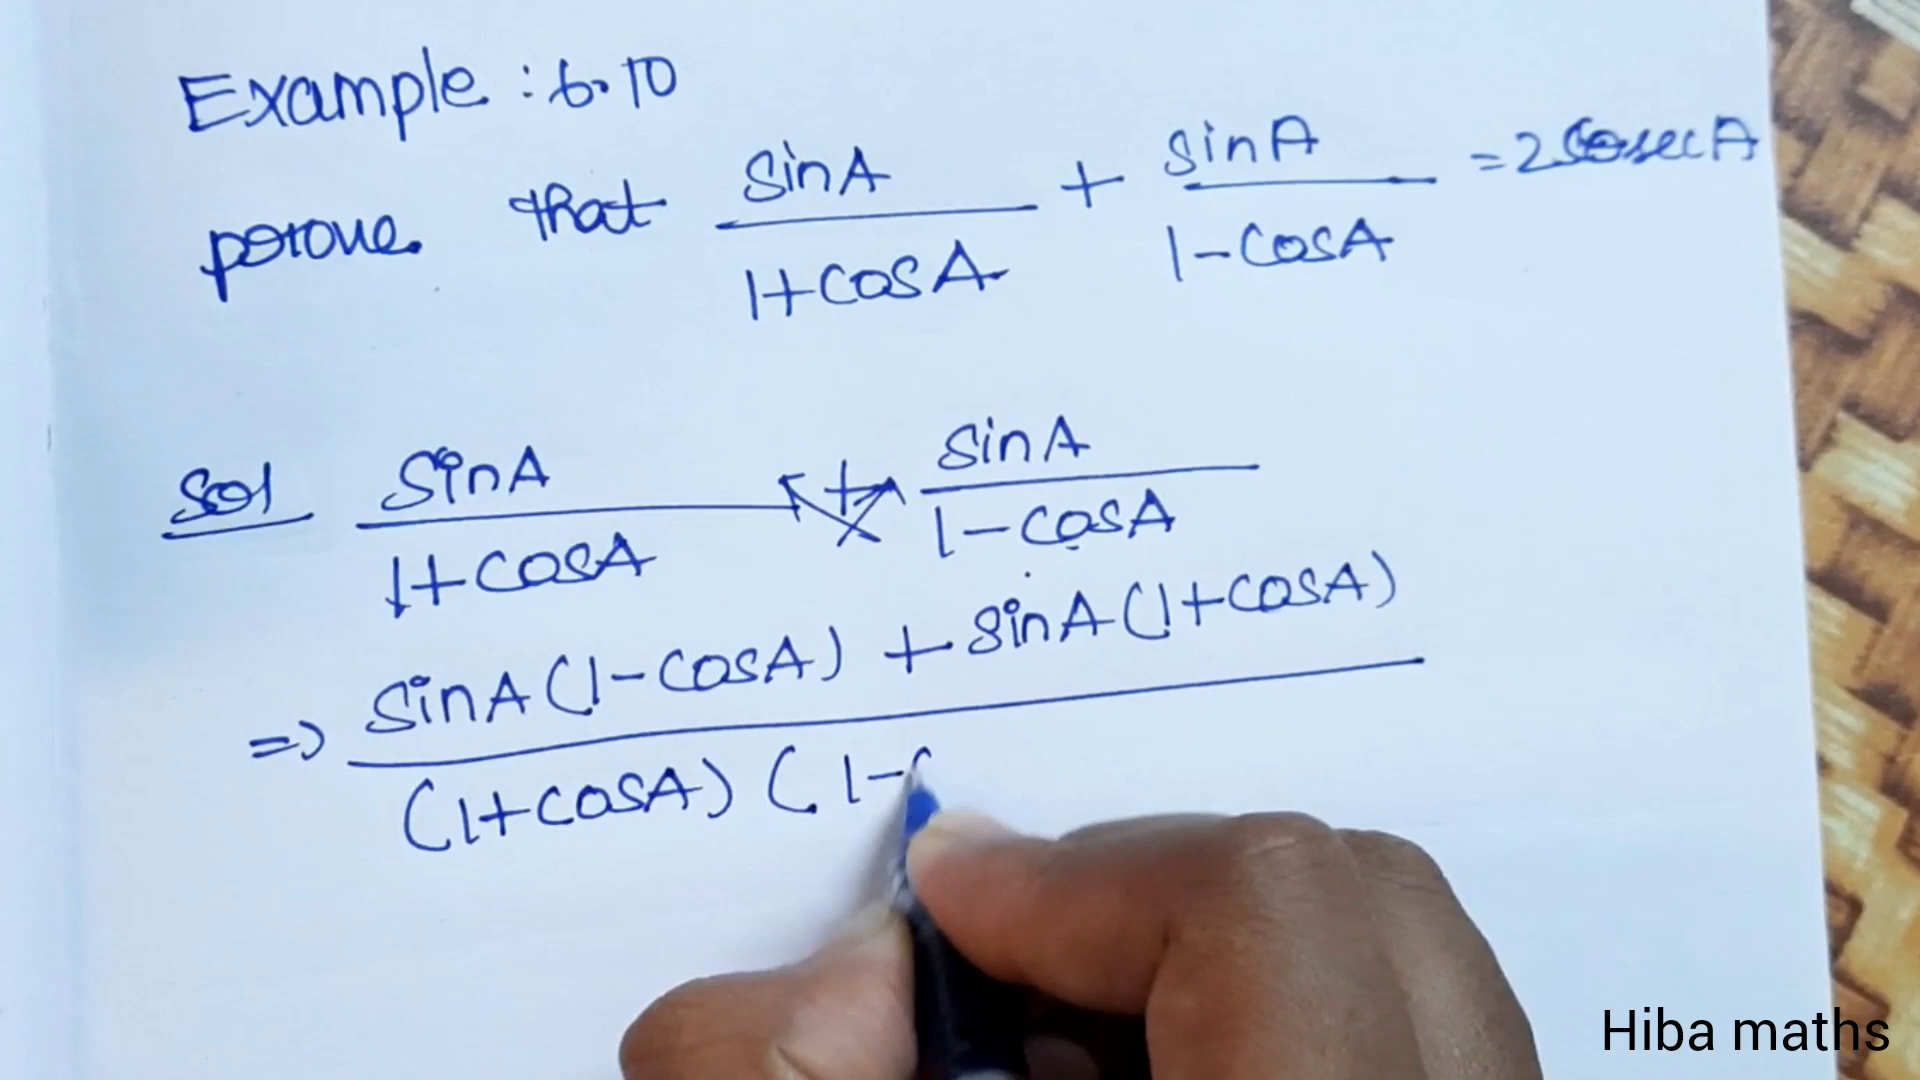 Example : 6.10
prove that sinA/1+cosA + sinA/1-cosA = 2cosecA
Sol sinA/1+cosA + sinA/1-cosA
=> sinA(1-cosA) + sinA(1+cosA)
(1+cosA) (1-c
Hiba maths